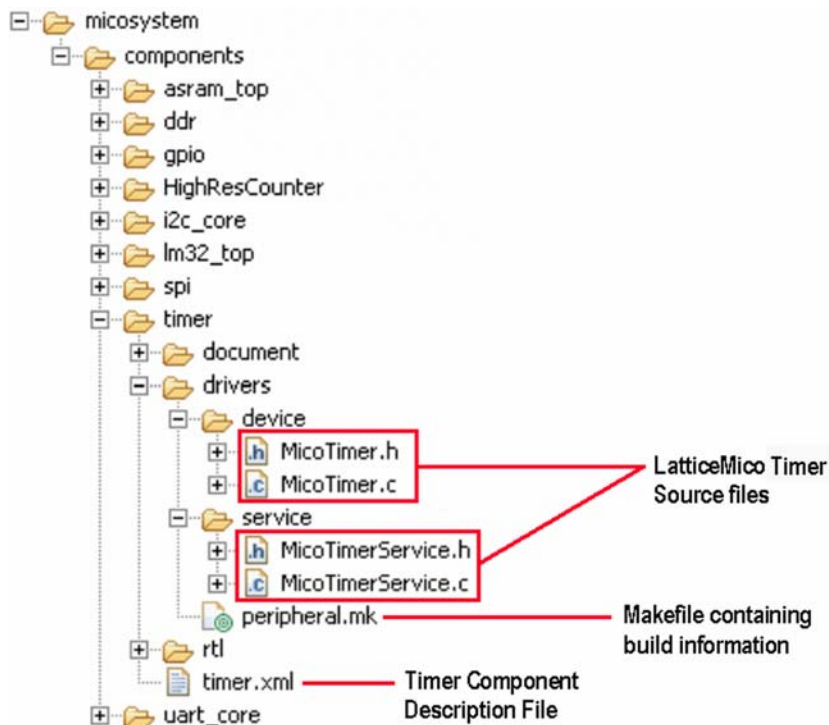 micosystem
components
asram_top
ddr
gpio
HighResCounter
i2c_core
lm32_top
spi
timer
document
drivers
device
.h MicoTimer.h
.c MicoTimer.c
LatticeMico Timer
Source files
service
.h MicoTimerService.h
.c MicoTimerService.c
peripheral.mk
Makefile containing
build information
rtl
timer.xml
Timer Component
Description File
uart_core